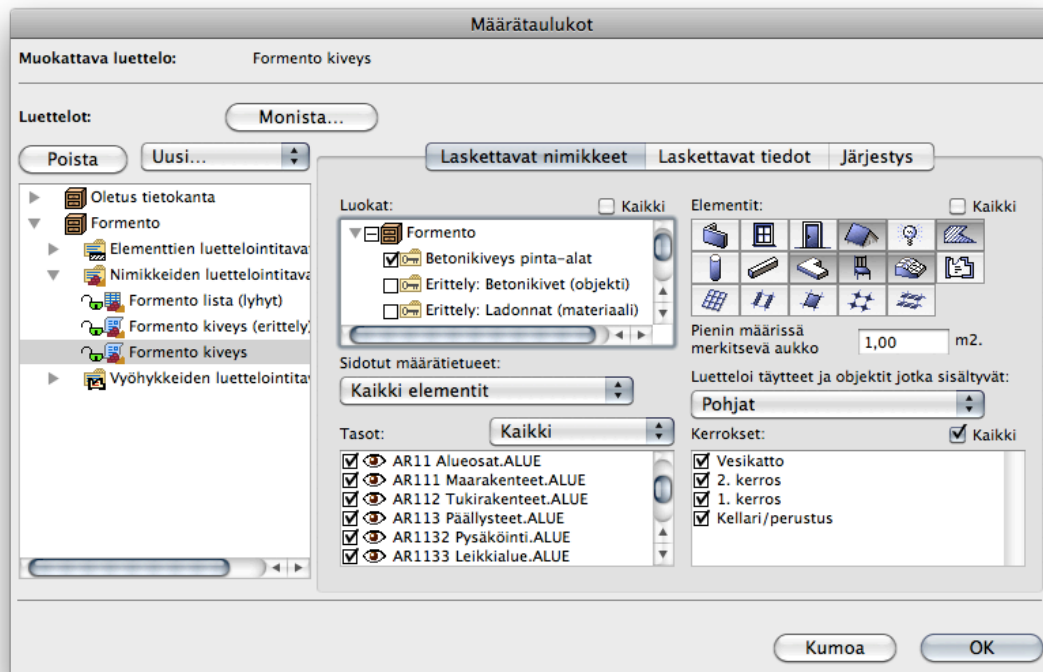 Määrätaulukot
Muokattava luettelo: Formento kiveys
Luettelot: Monista...
Poista Uusi...
Laskettavat nimikkeet Laskettavat tiedot Järjestys
Oletus tietokanta
Formento
Elementtien luettelointitava
Nimikkeiden luettelointitava
Formento lista (lyhyt)
Formento kiveys (erittely)
Formento kiveys
Vyöhykkeiden luettelointita
Luokat: Kaikki
Formento
Betonikiveys pinta-alat
Erittely: Betonikivet (objekti)
Erittely: Ladonnat (materiaali)
Sidotut määrätietueet:
Kaikki elementit
Tasot: Kaikki
AR11 Alueosat.ALUE
AR111 Maarakenteet.ALUE
AR112 Tukirakenteet.ALUE
AR113 Päällysteet.ALUE
AR1132 Pysäköinti.ALUE
AR1133 Leikkialue.ALUE
Elementit: Kaikki
Pienin määrissä
merkitsevä aukko 1,00 m2.
Luetteloi täytteet ja objektit jotka sisältyvät:
Pohjat
Kerrokset: Kaikki
Vesikatto
2. kerros
1. kerros
Kellari/perustus
Kumoa OK